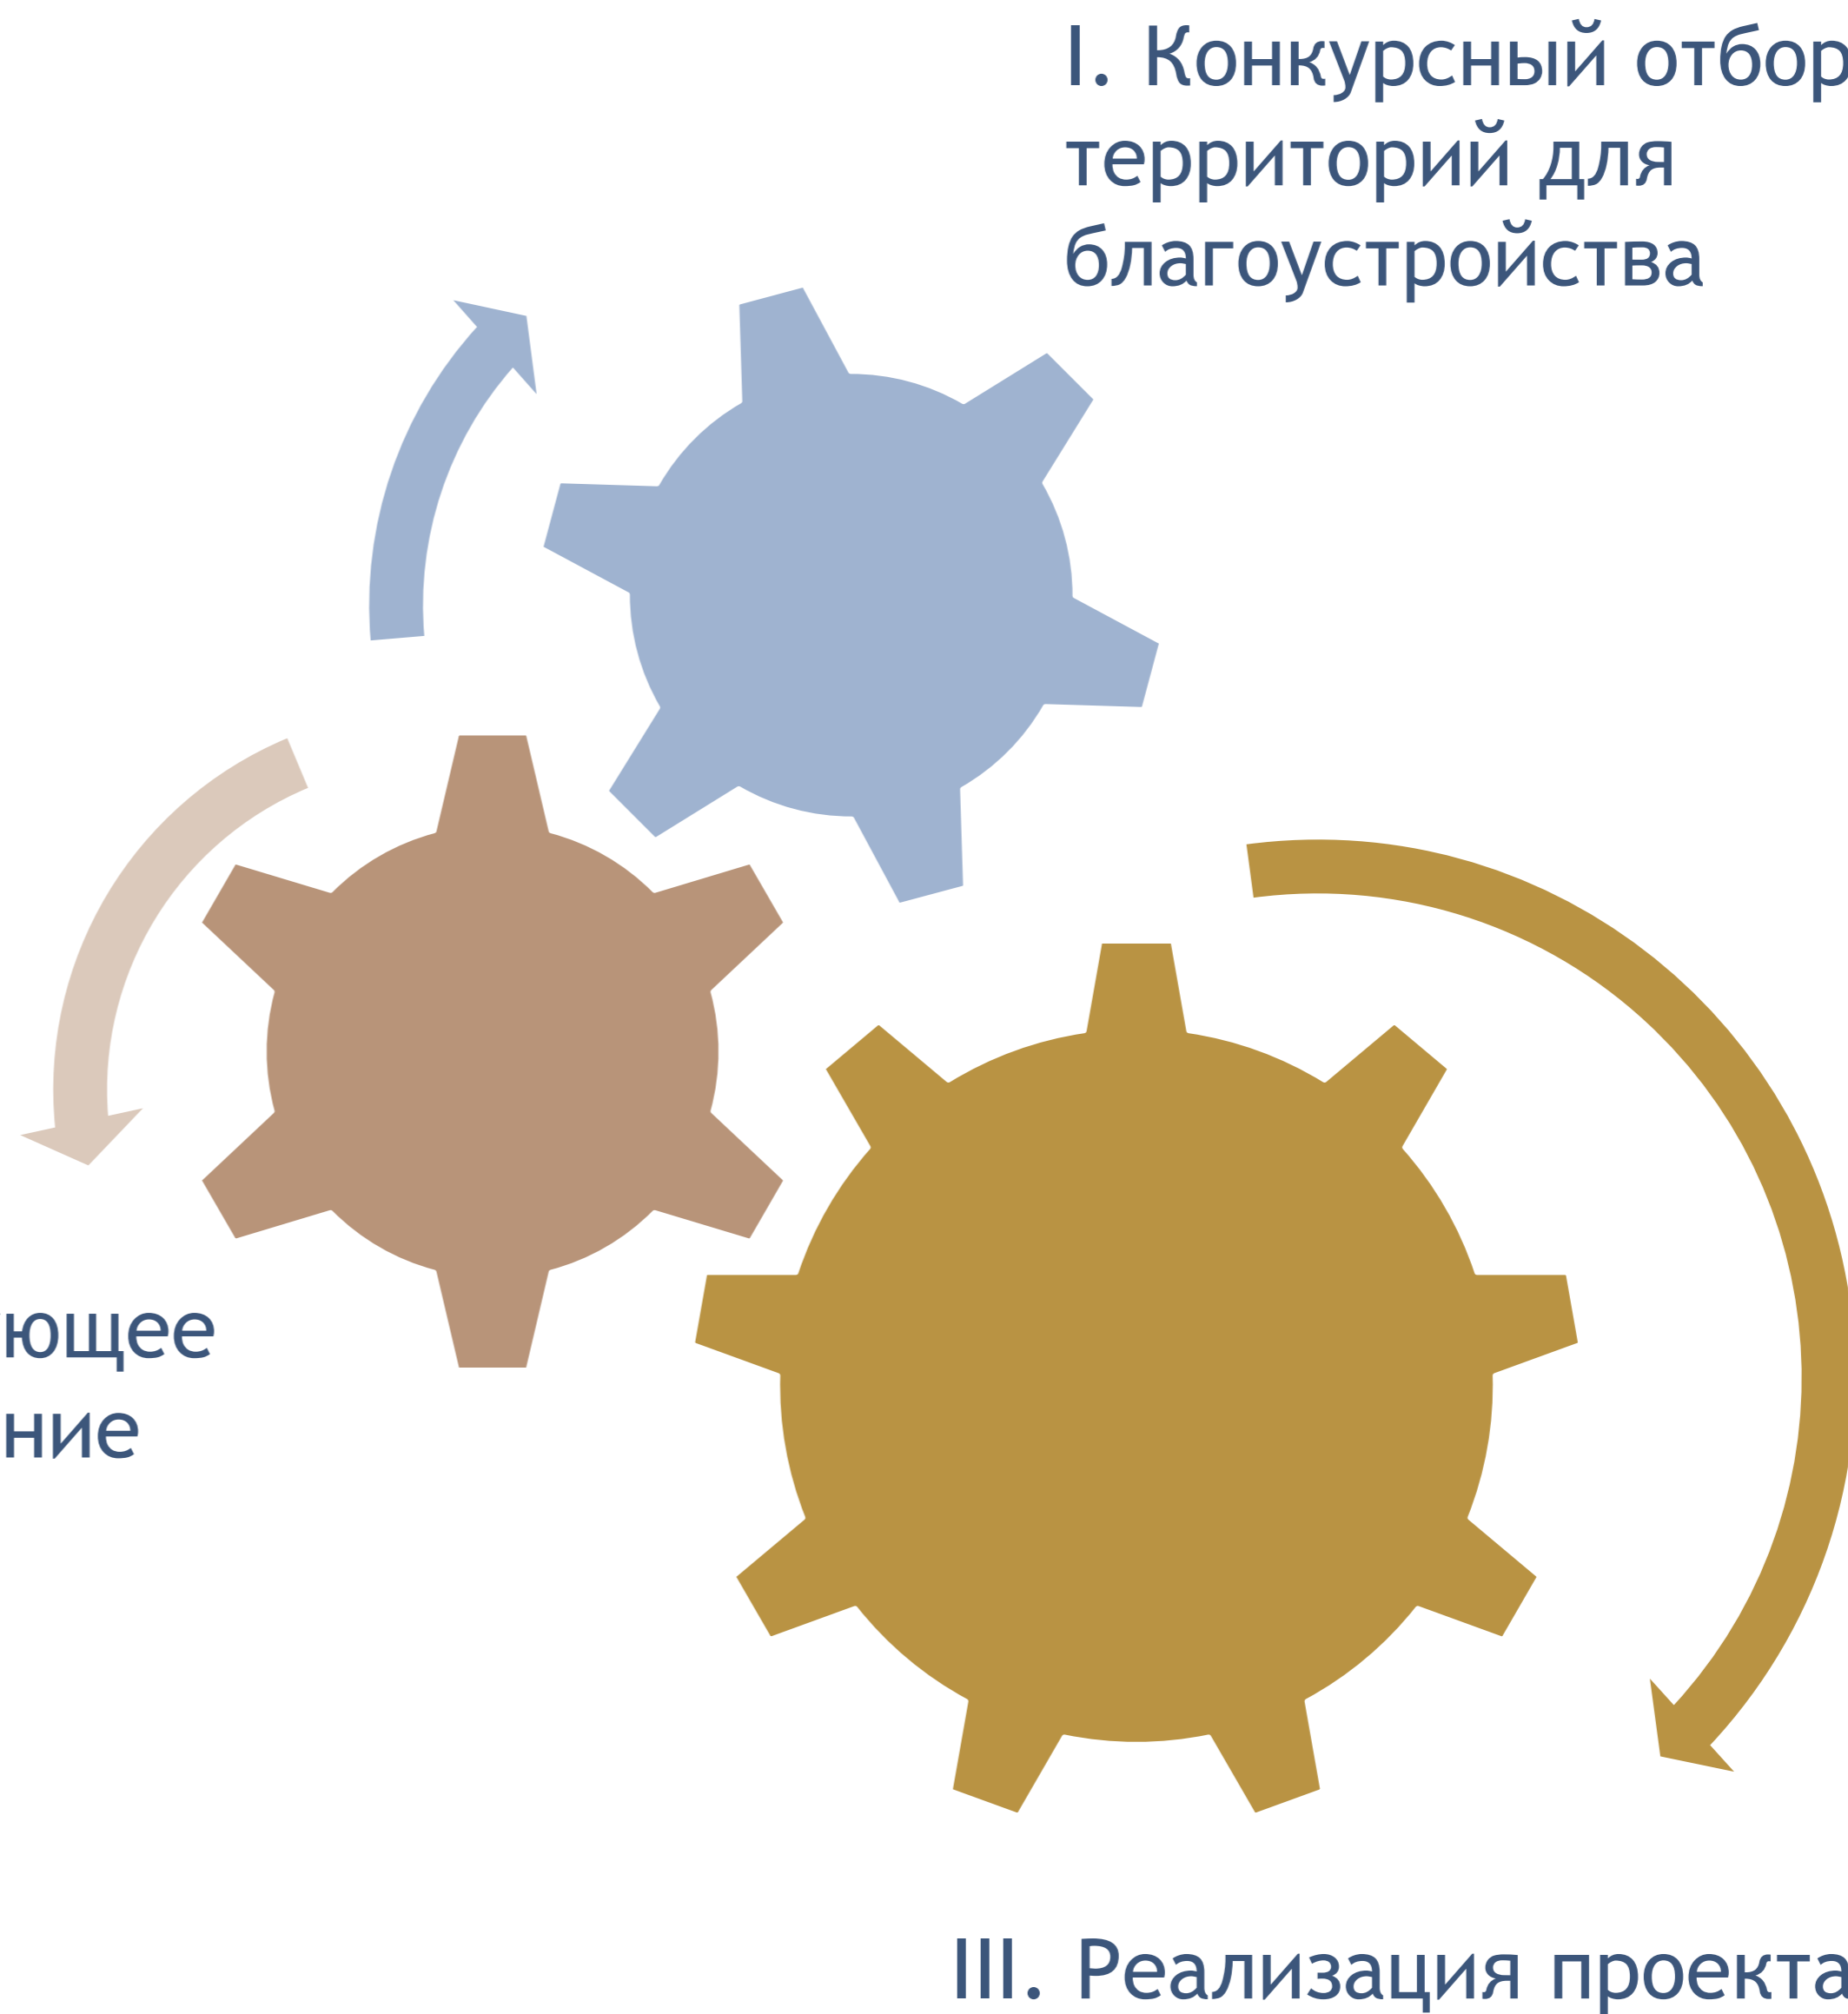 I. Конкурсный отбор
территорий для
благоустройства
ющее
ние
III. Реализация проекта